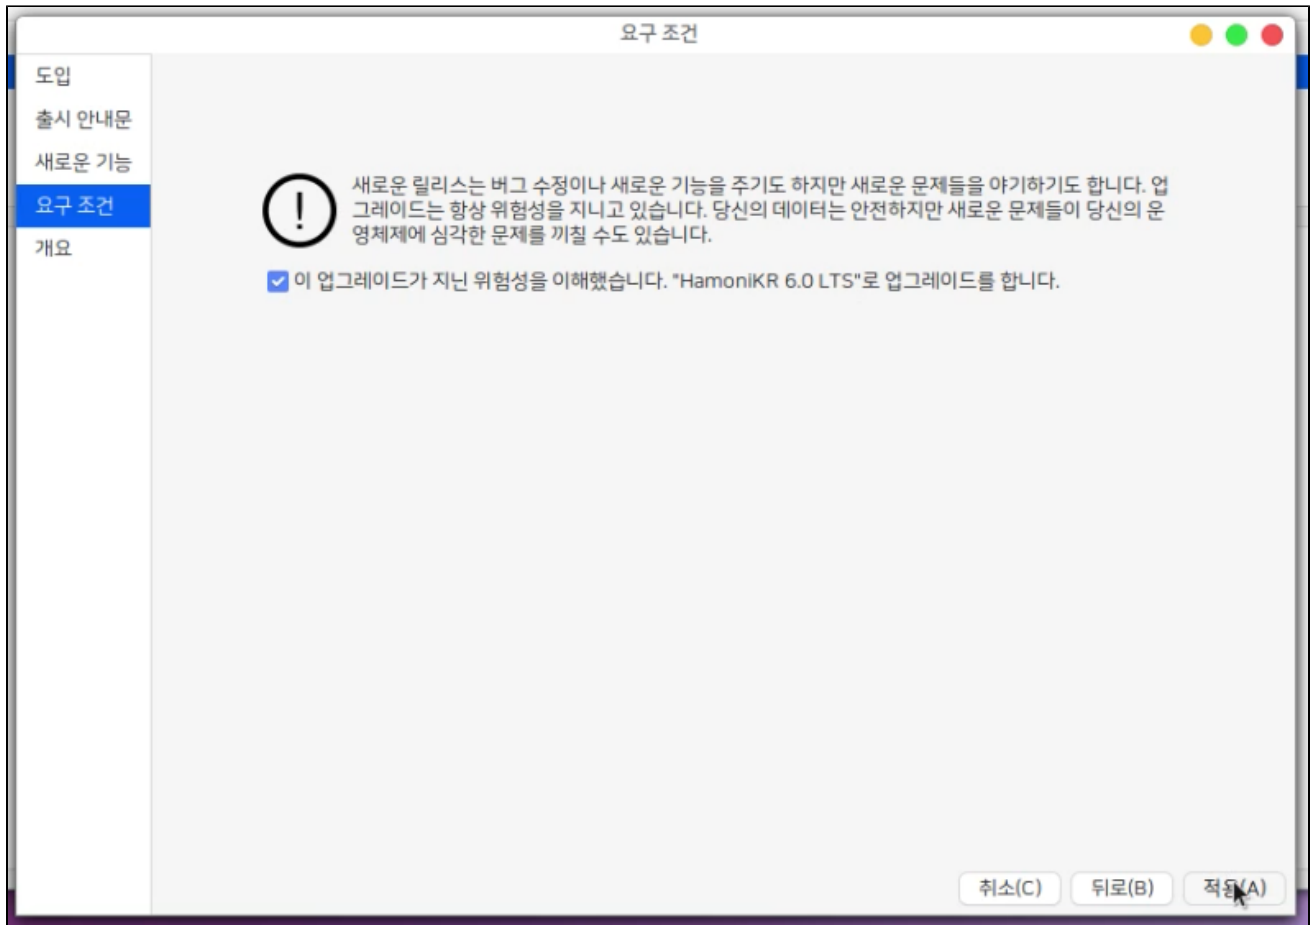 요구 조건
도입
출시 안내문
새로운 기능
요구 조건
개요
새로운 릴리스는 버그 수정이나 새로운 기능을 주기도 하지만 새로운 문제들을 야기하기도 합니다. 업
그레이드는 항상 위험성을 지니고 있습니다. 당신의 데이터는 안전하지만 새로운 문제들이 당신의 운
영체제에 심각한 문제를 끼칠 수도 있습니다.
이 업그레이드가 지닌 위험성을 이해했습니다. "HamoniKR 6.0 LTS"로 업그레이드를 합니다.
취소(C)
뒤로(B)
적용(A)